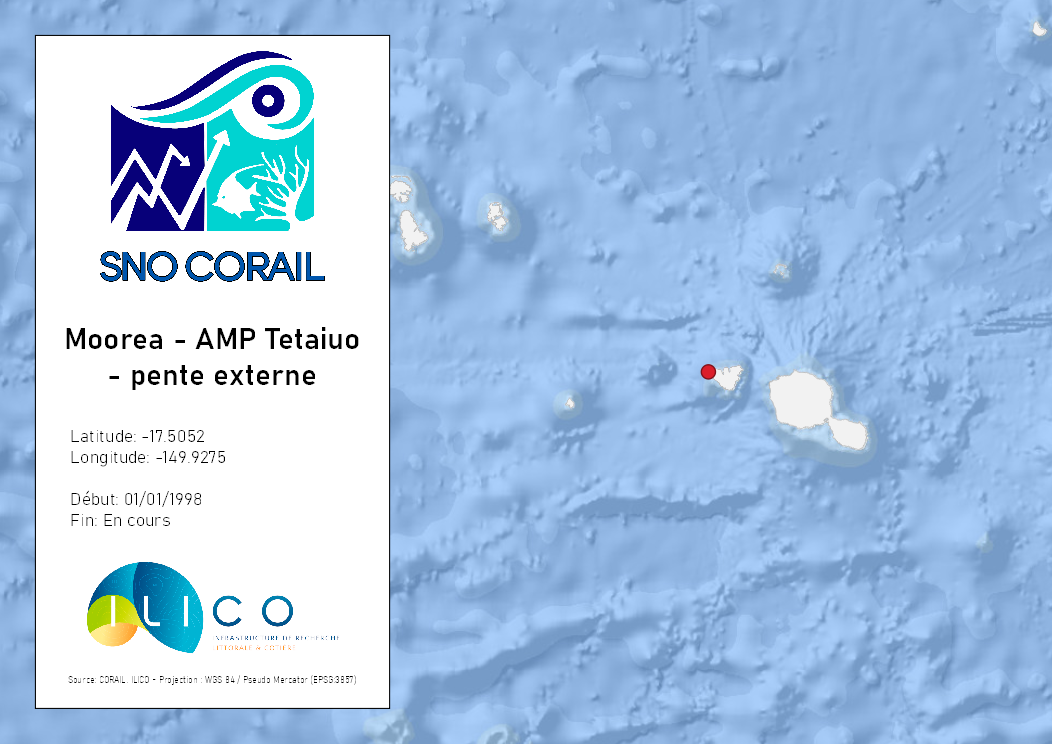 SNO CORAIL
Moorea - AMP Tetaiuo
- pente externe
Latitude: -17.5052
Longitude: -149.9275
Début: 01/01/1998
Fin: En cours
ILICO
INFRASTRUCTURE DE RECHERCHE
LITTORALE & CÔTIÈRE
Source: CORAIL, ILICO - Projection : WGS 84 / Pseudo Mercator (EPSG:3857)